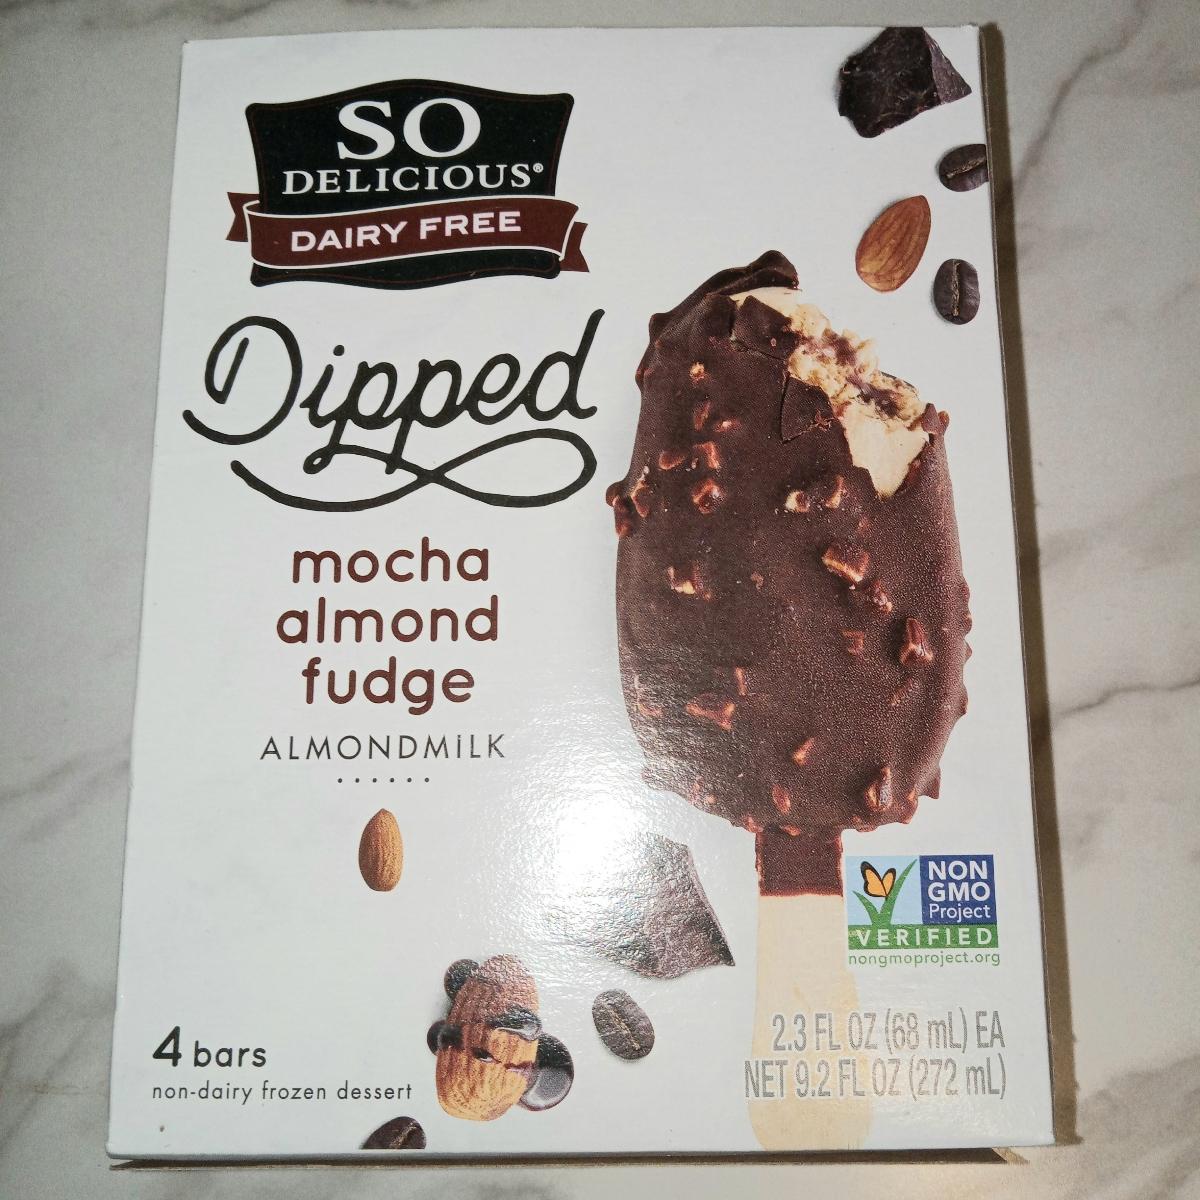 SO
DELICIOUS®
DAIRY FREE
Dipped
mocha
almond
fudge
ALMONDMiLK
NON
GMO
Project
VERIFIED
nongmoproject.org
4 bars
non-dairy frozen dessert
2.3 FL OZ (68 mL) EA
NET 9.2 FL OZ (272 mL)